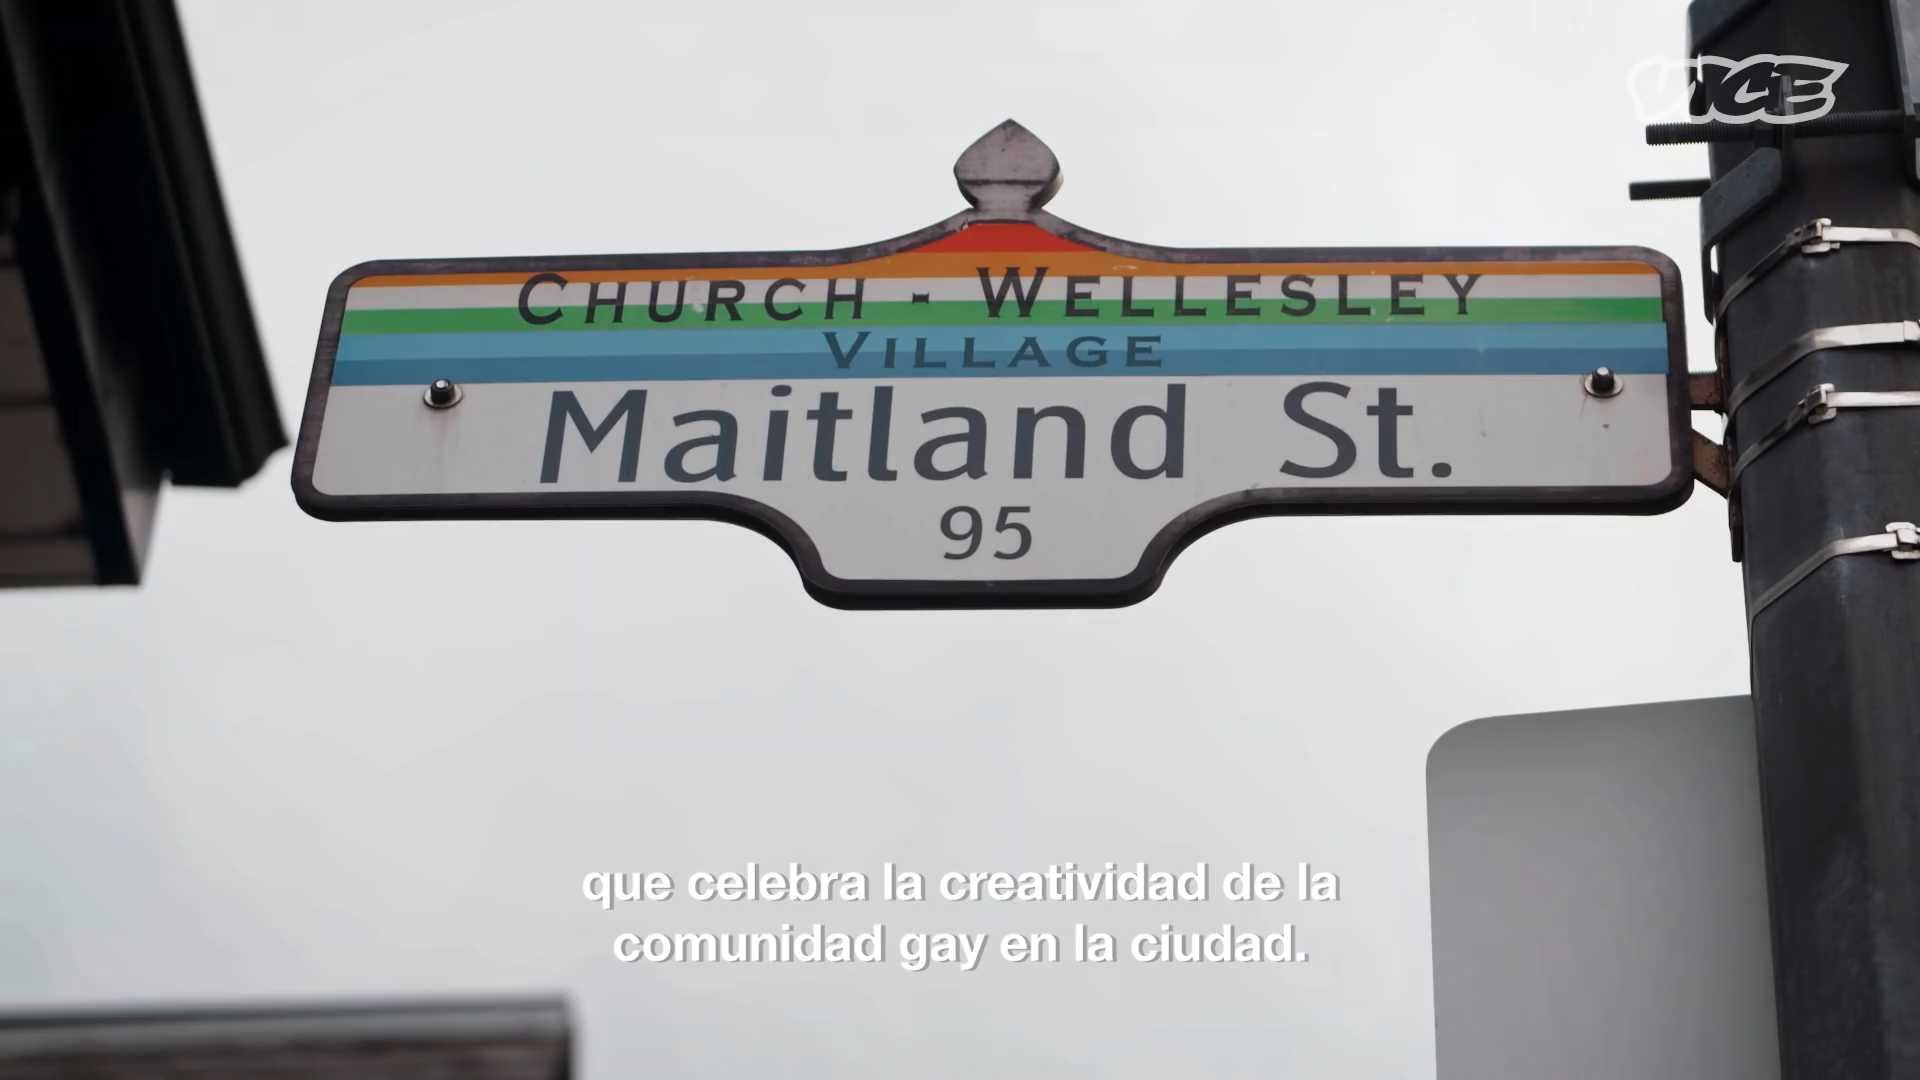 VICE
CHURCH - WELLESLEY
VILLAGE
Maitland St.
95
que celebra la creatividad de la
comunidad gay en la ciudad.